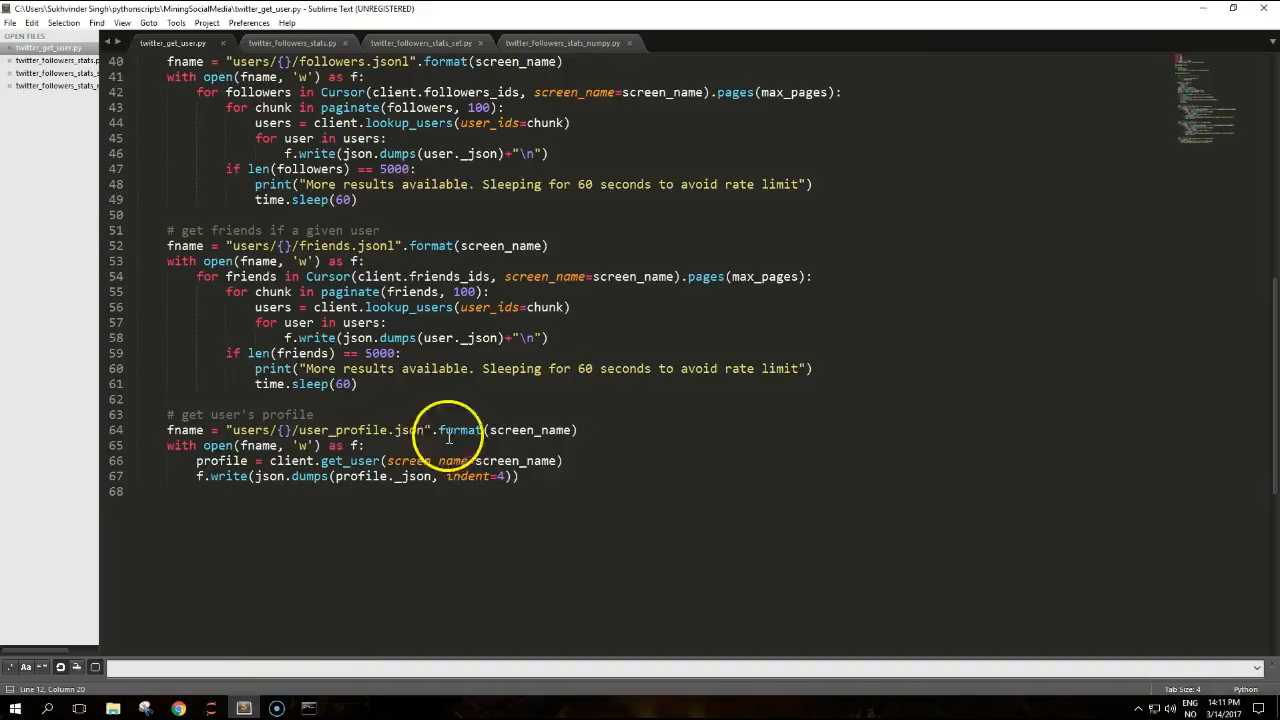 C:\Users\Sukhvinder Singh\pythonscripts\MiningSocialMedia\twitter_get_user.py - Sublime Text (UNREGISTERED)
File Edit Selection Find View Goto Tools Project Preferences Help
OPEN FILES
twitter_get_user.py
twitter_followers_stats.p
twitter_followers_stats_s
twitter_followers_stats_n
twitter_get_user.py twitter_followers_stats.py twitter_followers_stats_set.py twitter_followers_stats_numpy.py
40 fname = "users/{}/followers.jsonl".format(screen_name)
41 with open(fname, 'w') as f:
42 for followers in Cursor(client.followers_ids, screen_name=screen_name).pages(max_pages):
43 for chunk in paginate(followers, 100):
44 users = client.lookup_users(user_ids=chunk)
45 for user in users:
46 f.write(json.dumps(user._json)+"\n")
47 if len(followers) == 5000:
48 print("More results available. Sleeping for 60 seconds to avoid rate limit")
49 time.sleep(60)
50
51 # get friends if a given user
52 fname = "users/{}/friends.jsonl".format(screen_name)
53 with open(fname, 'w') as f:
54 for friends in Cursor(client.friends_ids, screen_name=screen_name).pages(max_pages):
55 for chunk in paginate(friends, 100):
56 users = client.lookup_users(user_ids=chunk)
57 for user in users:
58 f.write(json.dumps(user._json)+"\n")
59 if len(friends) == 5000:
60 print("More results available. Sleeping for 60 seconds to avoid rate limit")
61 time.sleep(60)
62
63 # get user's profile
64 fname = "users/{}/user_profile.json".format(screen_name)
65 with open(fname, 'w') as f:
66 profile = client.get_user(screen_name=screen_name)
67 f.write(json.dumps(profile._json, indent=4))
68
.* Aa “”
Line 12, Column 20 Tab Size: 4 Python
ENG 14:11 PM
NO 3/14/2017